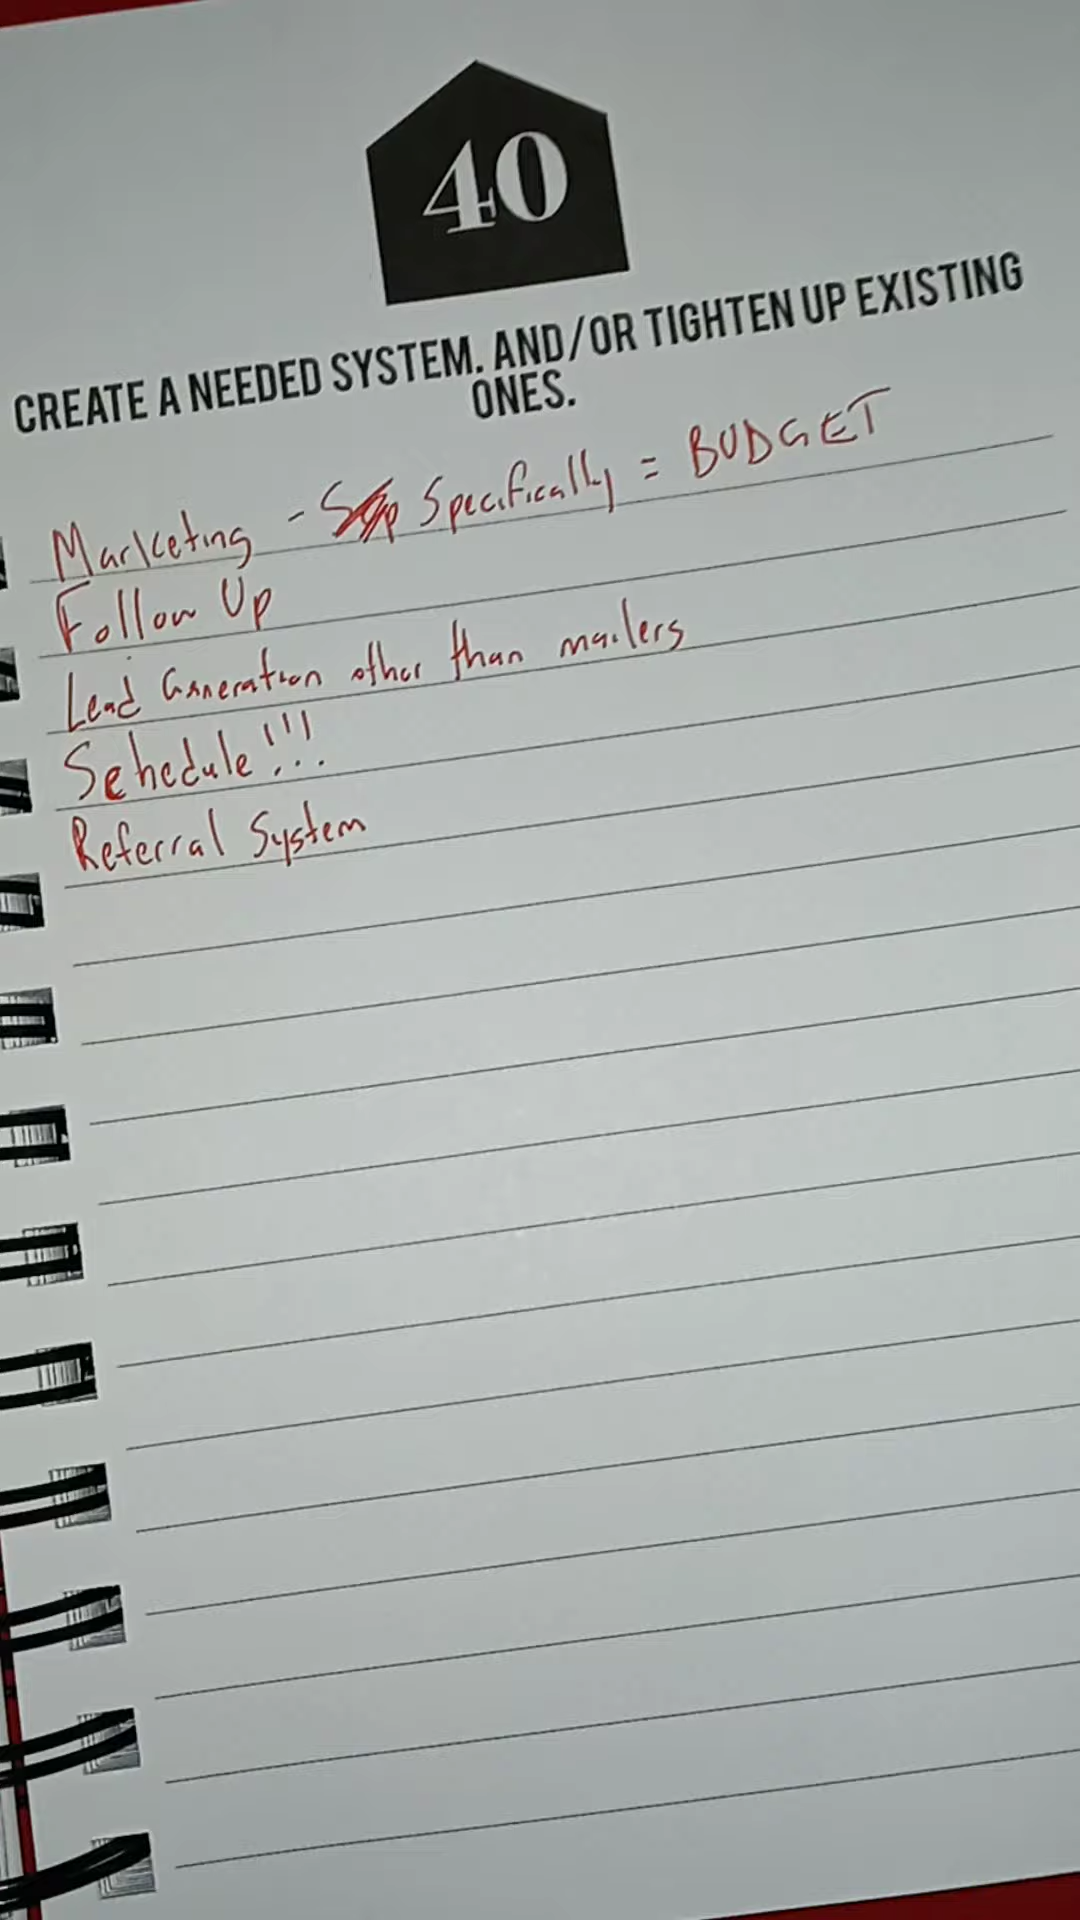 40
CREATE A NEEDED SYSTEM. AND/OR TIGHTEN UP EXISTING
ONES.
Marketing - Specifically = BUDGET
Follow Up
Lead Generation other than mailers
Schedule!!!
Referral System